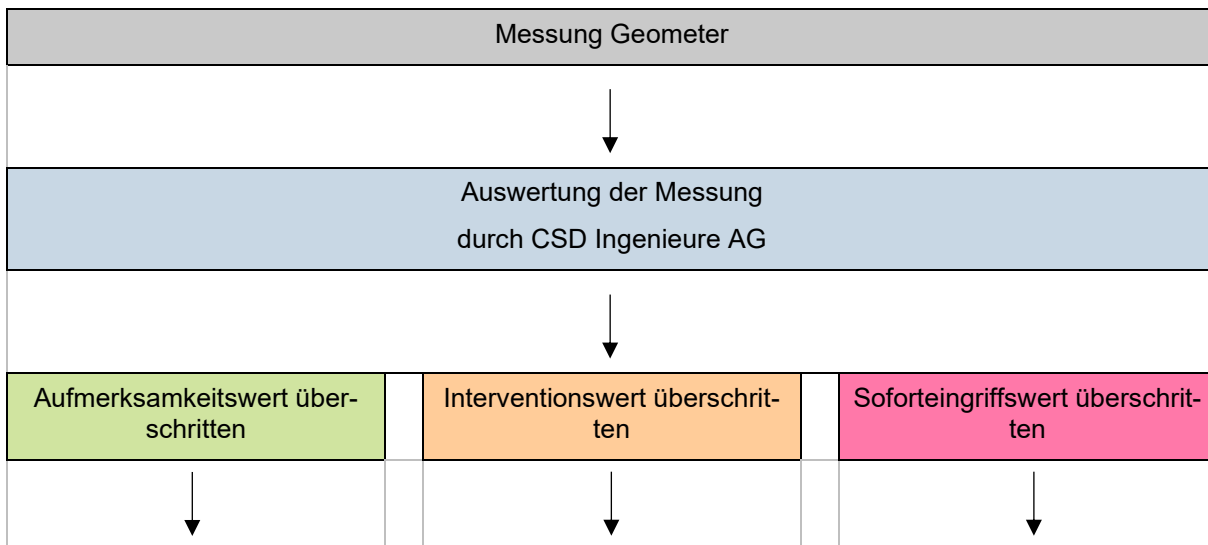 Messung Geometer
Auswertung der Messung
durch CSD Ingenieure AG
Aufmerksamkeitswert über-
schritten
Interventionswert überschrit-
ten
Soforteingriffswert überschrit-
ten